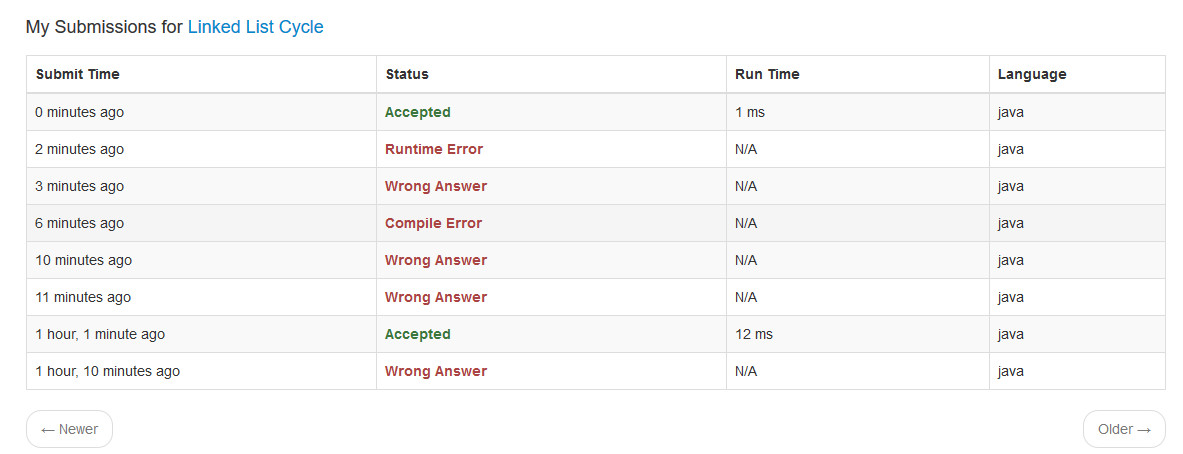 My Submissions for Linked List Cycle
Submit Time Status Run Time Language
0 minutes ago Accepted 1 ms java
2 minutes ago Runtime Error N/A java
3 minutes ago Wrong Answer N/A java
6 minutes ago Compile Error N/A java
10 minutes ago Wrong Answer N/A java
11 minutes ago Wrong Answer N/A java
1 hour, 1 minute ago Accepted 12 ms java
1 hour, 10 minutes ago Wrong Answer N/A java
← Newer Older →